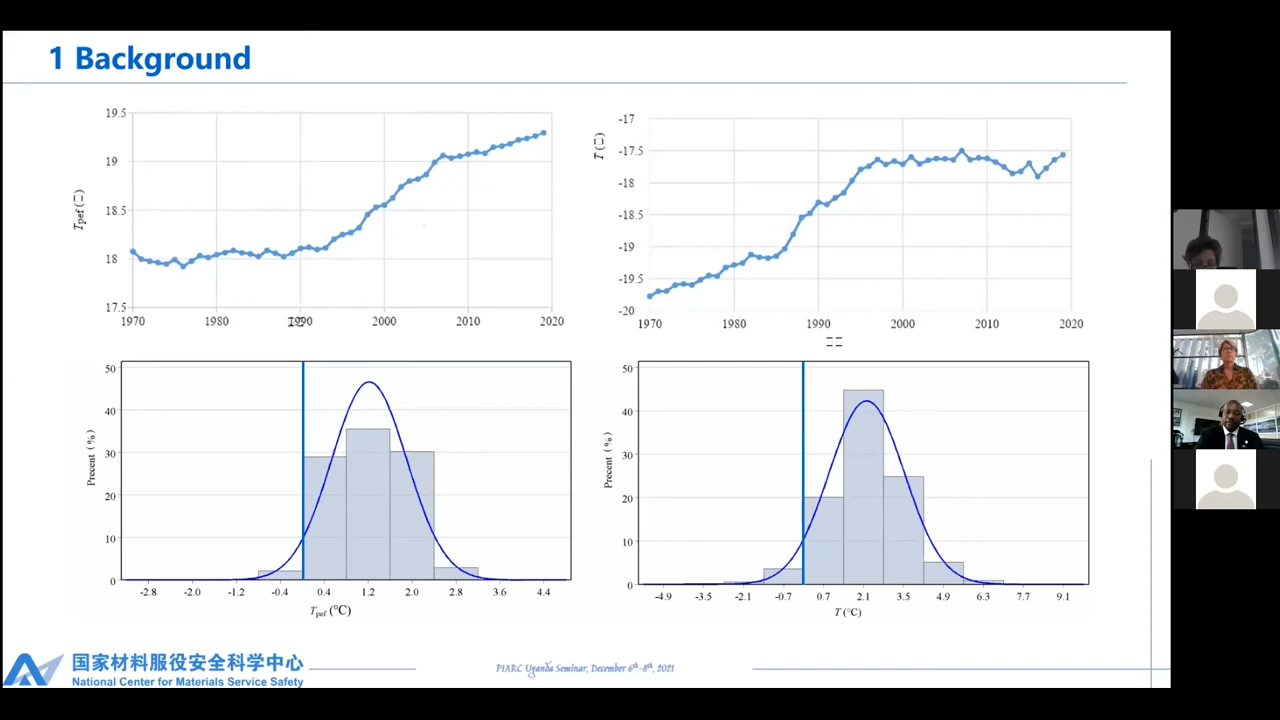 1 Background
19.5
19
18.5
18
17.5
1970 1980 1990 2000 2010 2020
Tpef (□)
-17
-17.5
-18
-18.5
-19
-19.5
-20
1970 1980 1990 2000 2010 2020
T (□)
□□
50
40
30
20
10
0
-2.8 -2.0 -1.2 -0.4 0.4 1.2 2.0 2.8 3.6 4.4
Precent (%)
Tpef (°C)
50
40
30
20
10
0
-4.9 -3.5 -2.1 -0.7 0.7 2.1 3.5 4.9 6.3 7.7 9.1
Precent (%)
T (°C)
国家材料服役安全科学中心
National Center for Materials Service Safety
PIARC Uganda Seminar, December 6th-8th, 2021